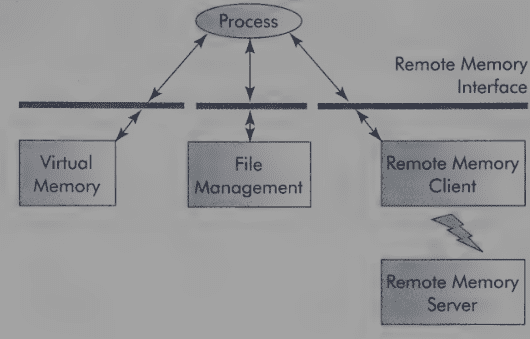 Process
Remote Memory
Interface
Virtual
Memory
File
Management
Remote Memory
Client
Remote Memory
Server